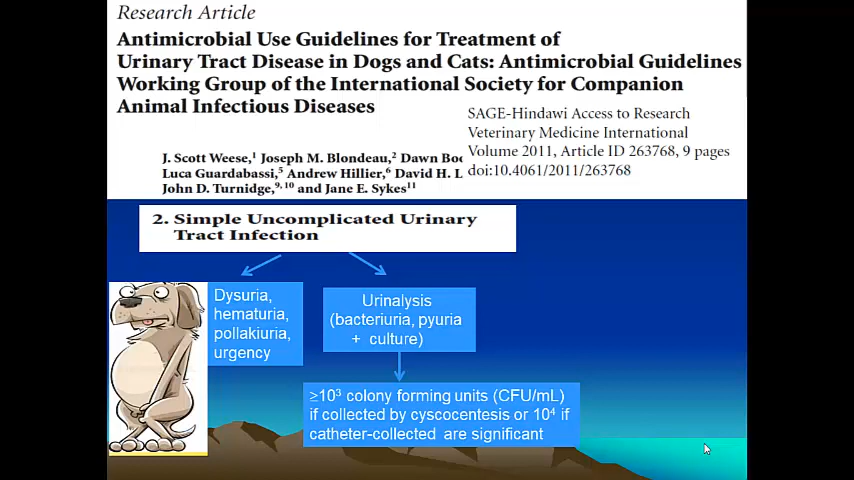 Research Article
Antimicrobial Use Guidelines for Treatment of
Urinary Tract Disease in Dogs and Cats: Antimicrobial Guidelines
Working Group of the International Society for Companion
Animal Infectious Diseases
SAGE-Hindawi Access to Research
Veterinary Medicine International
Volume 2011, Article ID 263768, 9 pages
doi:10.4061/2011/263768
J. Scott Weese,¹ Joseph M. Blondeau,² Dawn
Luca Guardabassi,⁵ Andrew Hillier,⁶ David H.
John D. Turnidge,⁹,¹⁰ and Jane E. Sykes¹¹
2. Simple Uncomplicated Urinary
Tract Infection
Dysuria,
hematuria,
pollakiuria,
urgency
Urinalysis
(bacteriuria, pyuria
+ culture)
≥10³ colony forming units (CFU/mL)
if collected by cyscocentesis or 10⁴ if
catheter-collected are significant